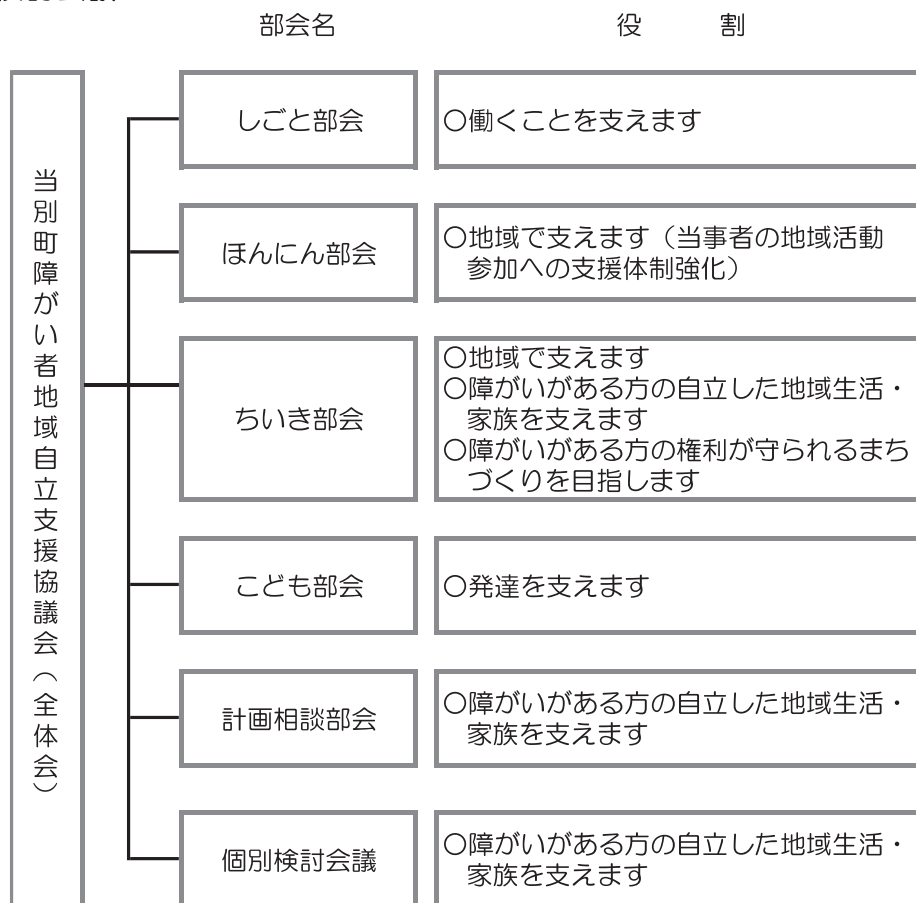 部会名
役割
当別町障がい者地域自立支援協議会（全体会）
しごと部会
〇働くことを支えます
ほんにん部会
〇地域で支えます（当事者の地域活動
参加への支援体制強化）
ちいき部会
〇地域で支えます
〇障がいがある方の自立した地域生活・
家族を支えます
〇障がいがある方の権利が守られるまち
づくりを目指します
こども部会
〇発達を支えます
計画相談部会
〇障がいがある方の自立した地域生活・
家族を支えます
個別検討会議
〇障がいがある方の自立した地域生活・
家族を支えます